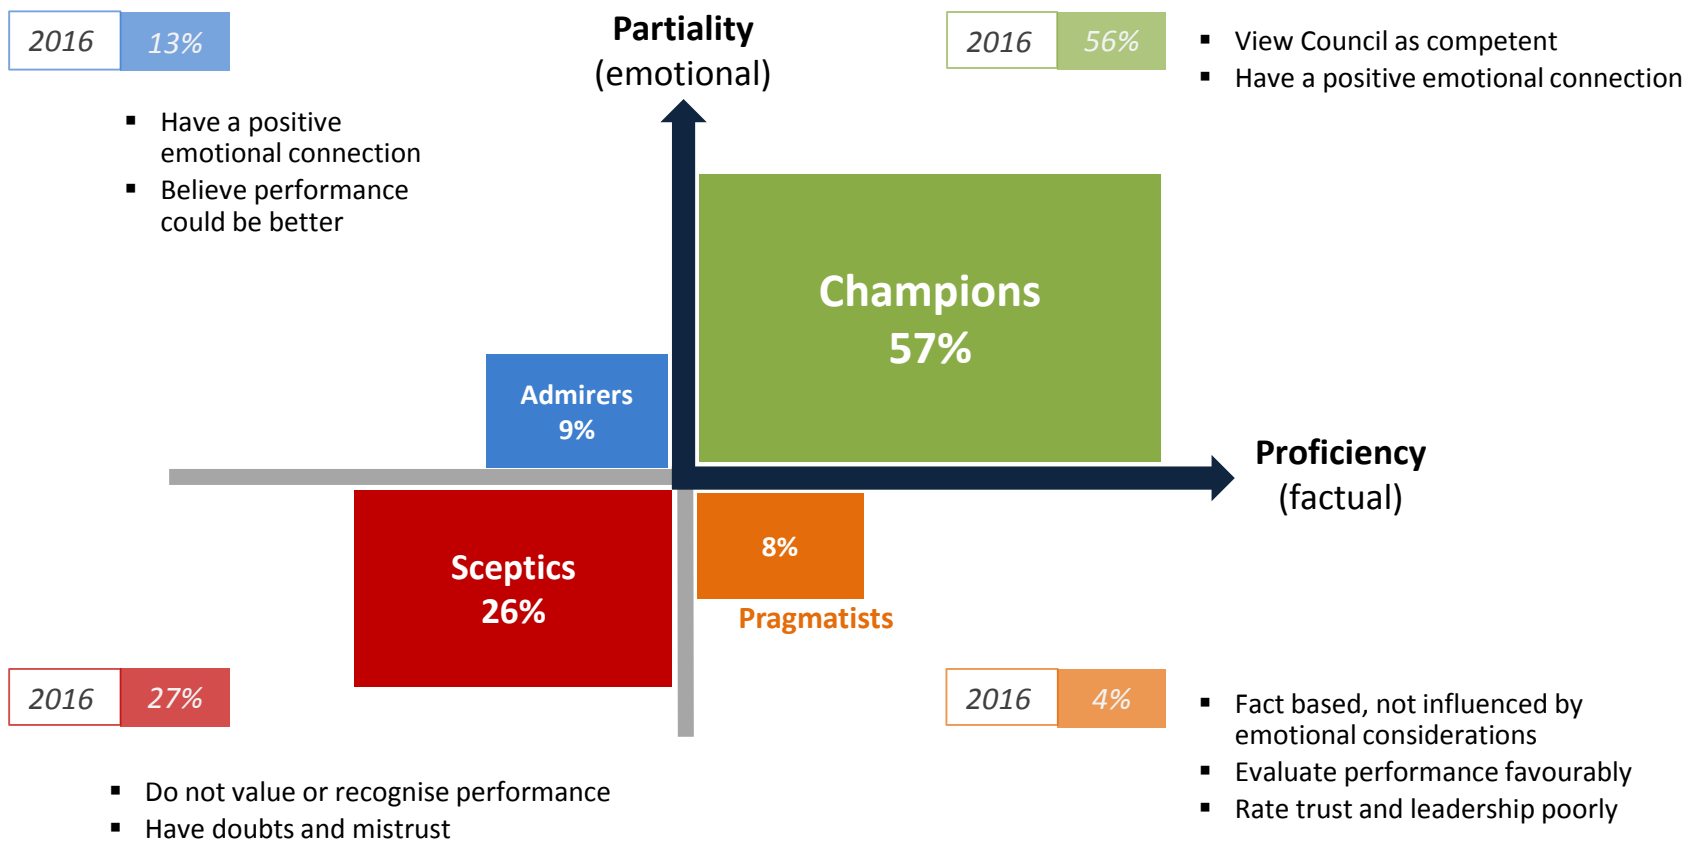 2016 13%
Partiality
(emotional)
2016 56%
▪ View Council as competent
▪ Have a positive emotional connection
▪ Have a positive
emotional connection
▪ Believe performance
could be better
Champions
57%
Admirers
9%
Proficiency
(factual)
Sceptics
26%
8%
Pragmatists
2016 27%
▪ Do not value or recognise performance
▪ Have doubts and mistrust
2016 4%
▪ Fact based, not influenced by
emotional considerations
▪ Evaluate performance favourably
▪ Rate trust and leadership poorly